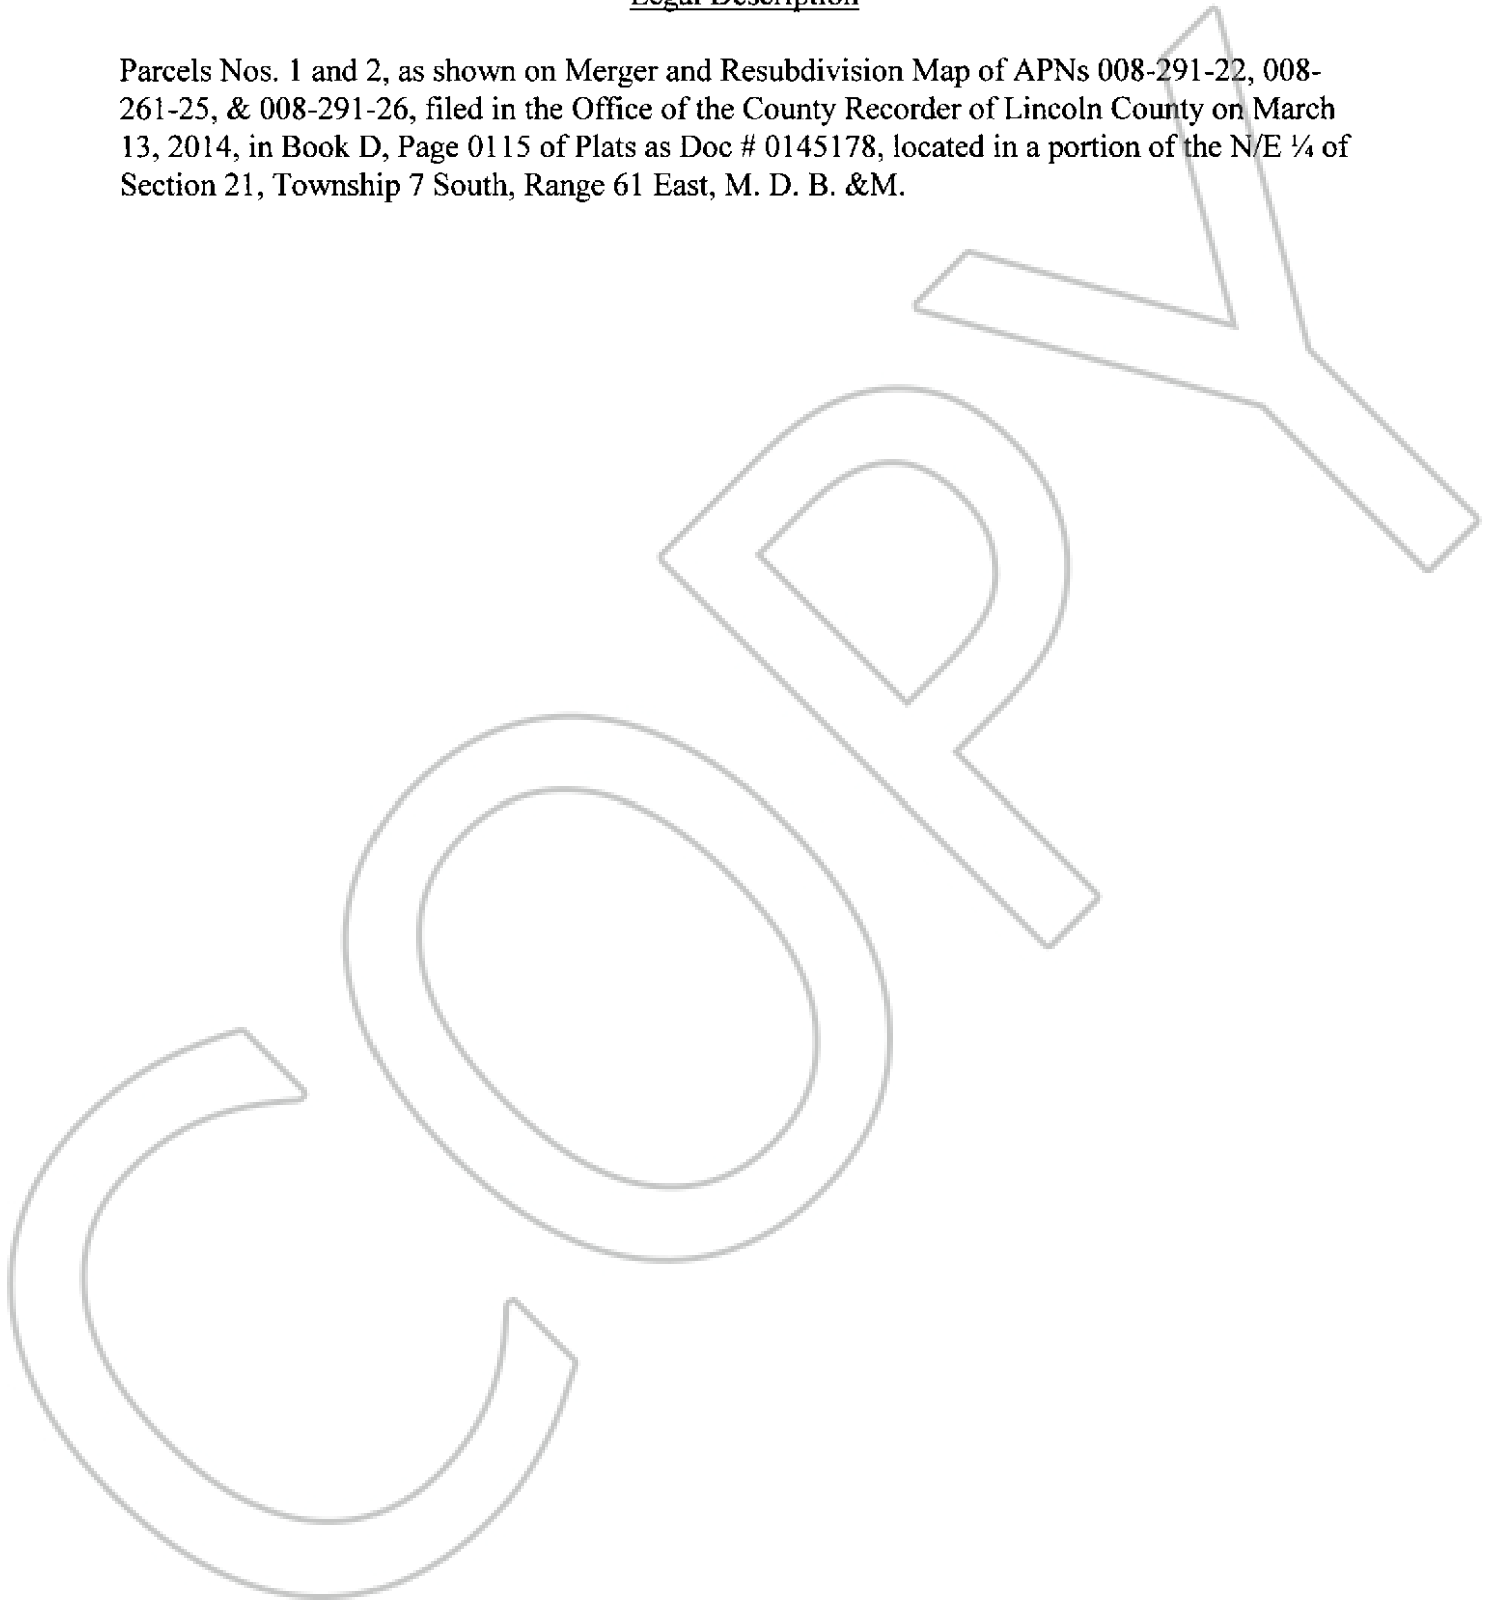 Legal Description
Parcels Nos. 1 and 2, as shown on Merger and Resubdivision Map of APNs 008-291-22, 008-
261-25, & 008-291-26, filed in the Office of the County Recorder of Lincoln County on March
13, 2014, in Book D, Page 0115 of Plats as Doc # 0145178, located in a portion of the N/E ¼ of
Section 21, Township 7 South, Range 61 East, M. D. B. &M.
COPY